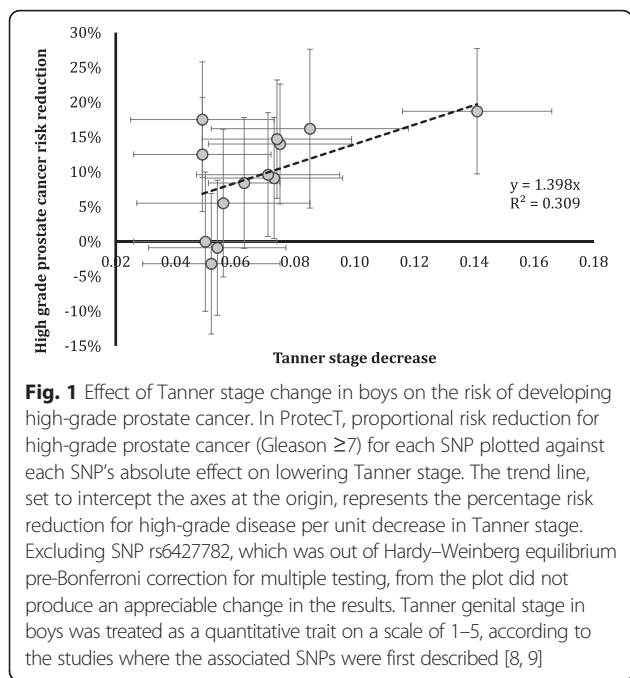 30%
25%
20%
15%
10%
5%
0%
-5%
-10%
-15%
High grade prostate cancer risk reduction
0.02 0.04 0.06 0.08 0.10 0.12 0.14 0.16 0.18
y = 1.398x
R² = 0.309
Tanner stage decrease
Fig. 1 Effect of Tanner stage change in boys on the risk of developing
high-grade prostate cancer. In ProtecT, proportional risk reduction for
high-grade prostate cancer (Gleason ≥7) for each SNP plotted against
each SNP's absolute effect on lowering Tanner stage. The trend line,
set to intercept the axes at the origin, represents the percentage risk
reduction for high-grade disease per unit decrease in Tanner stage.
Excluding SNP rs6427782, which was out of Hardy–Weinberg equilibrium
pre-Bonferroni correction for multiple testing, from the plot did not
produce an appreciable change in the results. Tanner genital stage in
boys was treated as a quantitative trait on a scale of 1–5, according to
the studies where the associated SNPs were first described [8, 9]